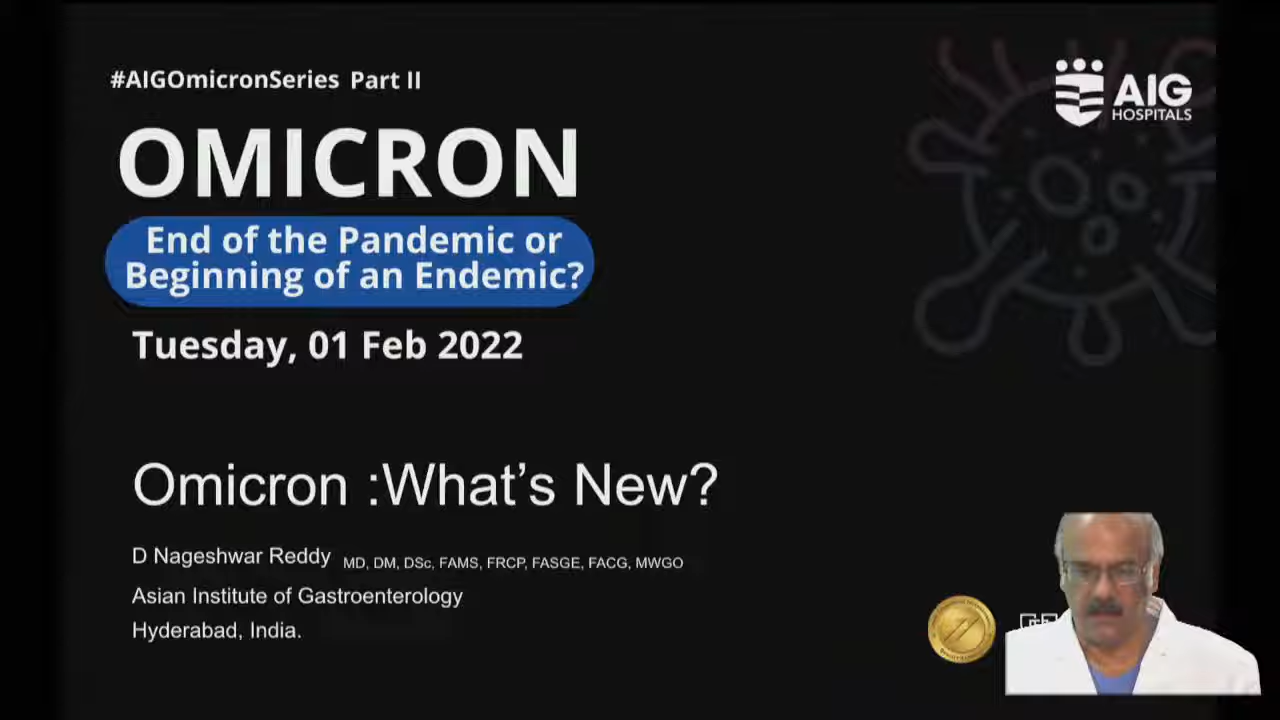 #AIGOmicronSeries Part II
AIG
HOSPITALS
OMICRON
End of the Pandemic or
Beginning of an Endemic?
Tuesday, 01 Feb 2022
Omicron :What's New?
D Nageshwar Reddy MD, DM, DSc, FAMS, FRCP, FASGE, FACG, MWGO
Asian Institute of Gastroenterology
Hyderabad, India.